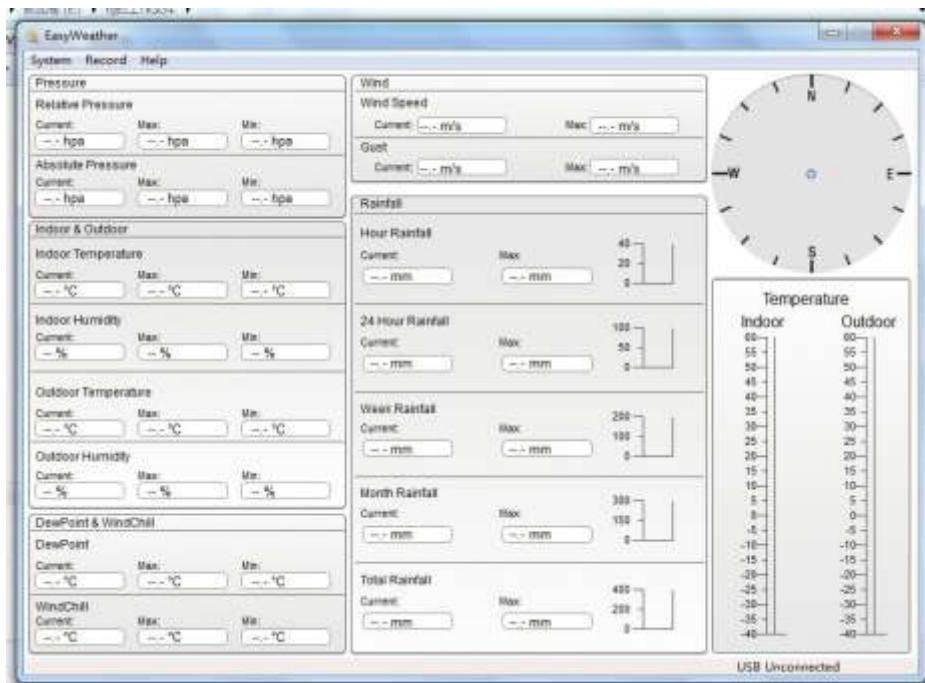 EasyWeather
System Record Help
Pressure
Relative Pressure
Current: Max: Min:
--.- hpa --.- hpa --.- hpa
Absolute Pressure
Current: Max: Min:
--.- hpa --.- hpa --.- hpa
Indoor & Outdoor
Indoor Temperature
Current: Max: Min:
--.- °C --.- °C --.- °C
Indoor Humidity
Current: Max: Min:
-- % -- % -- %
Outdoor Temperature
Current: Max: Min:
--.- °C --.- °C --.- °C
Outdoor Humidity
Current: Max: Min:
-- % -- % -- %
DewPoint & WindChill
DewPoint
Current: Max: Min:
--.- °C --.- °C --.- °C
WindChill
Current: Max: Min:
--.- °C --.- °C --.- °C
Wind
Wind Speed
Current: --.- m/s Max: --.- m/s
Gust
Current: --.- m/s Max: --.- m/s
Rainfall
Hour Rainfall
Current: Max:
--.- mm --.- mm
40
20
0
24 Hour Rainfall
Current: Max:
--.- mm --.- mm
100
50
0
Week Rainfall
Current: Max:
--.- mm --.- mm
200
100
0
Month Rainfall
Current: Max:
--.- mm --.- mm
300
150
0
Total Rainfall
Current: Max:
--.- mm --.- mm
400
200
0
N
W E
S
Temperature
Indoor Outdoor
60 60
55 55
50 50
45 45
40 40
35 35
30 30
25 25
20 20
15 15
10 10
5 5
0 0
-5 -5
-10 -10
-15 -15
-20 -20
-25 -25
-30 -30
-35 -35
-40 -40
USB Unconnected